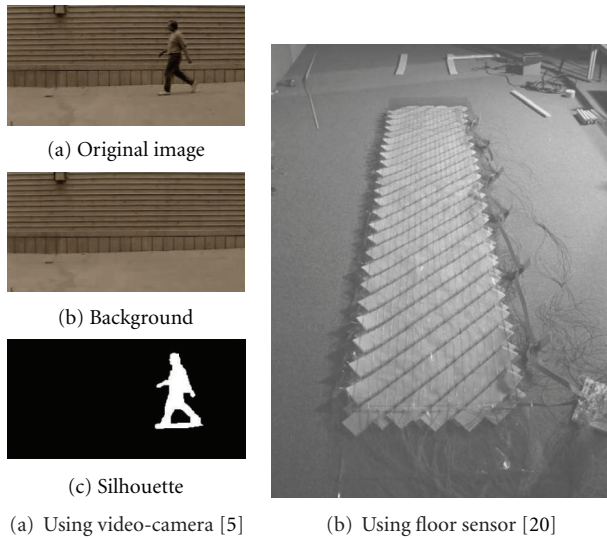 (a) Original image
(b) Background
(c) Silhouette
(a) Using video-camera [5]
(b) Using floor sensor [20]